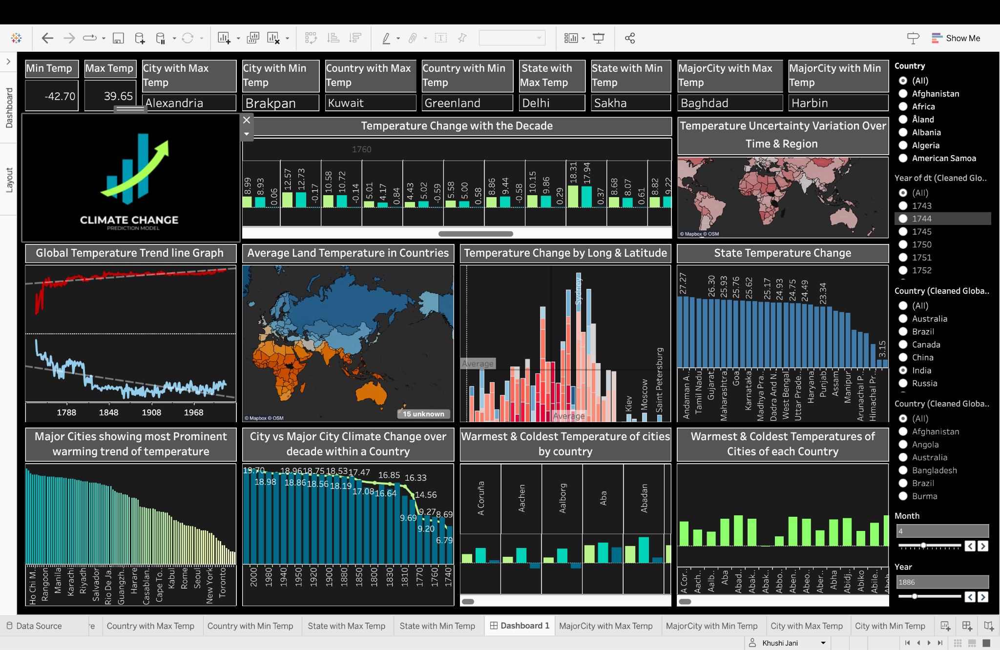 Show Me
Dashboard
Layout
Min Temp
-42.70
Max Temp
39.65
City with Max
Temp
Alexandria
City with Min
Temp
Brakpan
Country with Max
Temp
Kuwait
Country with Min
Temp
Greenland
State with
Max Temp
Delhi
State with Min
Temp
Sakha
MajorCity with Max
Temp
Baghdad
MajorCity with Min
Temp
Harbin
CLIMATE CHANGE
PREDICTION MODEL
Temperature Change with the Decade
1760
8.99
8.93
0.06
12.57
12.73
-0.17
10.58
10.72
-0.14
5.01
4.17
0.84
4.43
5.02
-0.59
5.58
5.00
0.58
8.86
9.44
-0.58
10.15
9.86
0.29
18.31
17.94
0.37
8.68
8.07
0.61
8.82
9.22
Temperature Uncertainty Variation Over
Time & Region
© Mapbox © OSM
Global Temperature Trend line Graph
1788
1848
1908
1968
Average Land Temperature in Countries
© Mapbox © OSM
15 unknown
Temperature Change by Long & Latitude
Average
Average
Sydney
Kiev
Moscow
Saint Petersburg
State Temperature Change
27.27
26.30
25.93
25.76
25.62
25.17
24.93
24.75
24.49
23.34
3.15
Andaman A..
Tamil Nadu
Gujarat
Maharashtra
Goa
Karnataka
Madhya Pra..
Dadra And N..
West Bengal
Uttar Prade..
Haryana
Punjab
Assam
Manipur
Arunachal P..
Himachal Pr..
Major Cities showing most Prominent
warming trend of temperature
Ho Chi M..
Rangoon
Manila
Karachi
Riyadh
Salvador
Rio De Ja..
Guangzh..
Harare
Casablan..
Cape To..
Kabul
Rome
Seoul
New York
Toronto
City vs Major City Climate Change over
decade within a Country
19.70
18.98
18.96
18.86
18.75
18.56
18.53
18.19
17.47
17.08
16.85
16.64
16.33
14.56
9.69
9.27
9.20
8.69
6.79
2000
1980
1940
1950
1920
1900
1880
1850
1800
1830
1810
1770
1760
1740
Warmest & Coldest Temperature of cities
by country
A Coruña
Aachen
Aalborg
Aba
Abadan
Warmest & Coldest Temperatures of
Cities of each Country
A Cor..
Aach..
Aalb..
Aba
Abad..
Abak..
Abak..
Abbo..
Aben..
Abeo..
Aber..
Abha
Abidj..
Abiko
Abile..
Country
(All)
Afghanistan
Africa
Åland
Albania
Algeria
American Samoa
Year of dt (Cleaned Glo..
(All)
1743
1744
1745
1750
1751
1752
Country (Cleaned Globa..
(All)
Australia
Brazil
Canada
China
India
Russia
Country (Cleaned Globa..
(All)
Afghanistan
Angola
Australia
Bangladesh
Brazil
Burma
Month
4
Year
1886
Data Source
re
Country with Max Temp
Country with Min Temp
State with Max Temp
State with Min Temp
Dashboard 1
MajorCity with Max Temp
MajorCity with Min Temp
City with Max Temp
City with Min Temp
Khushi Jani